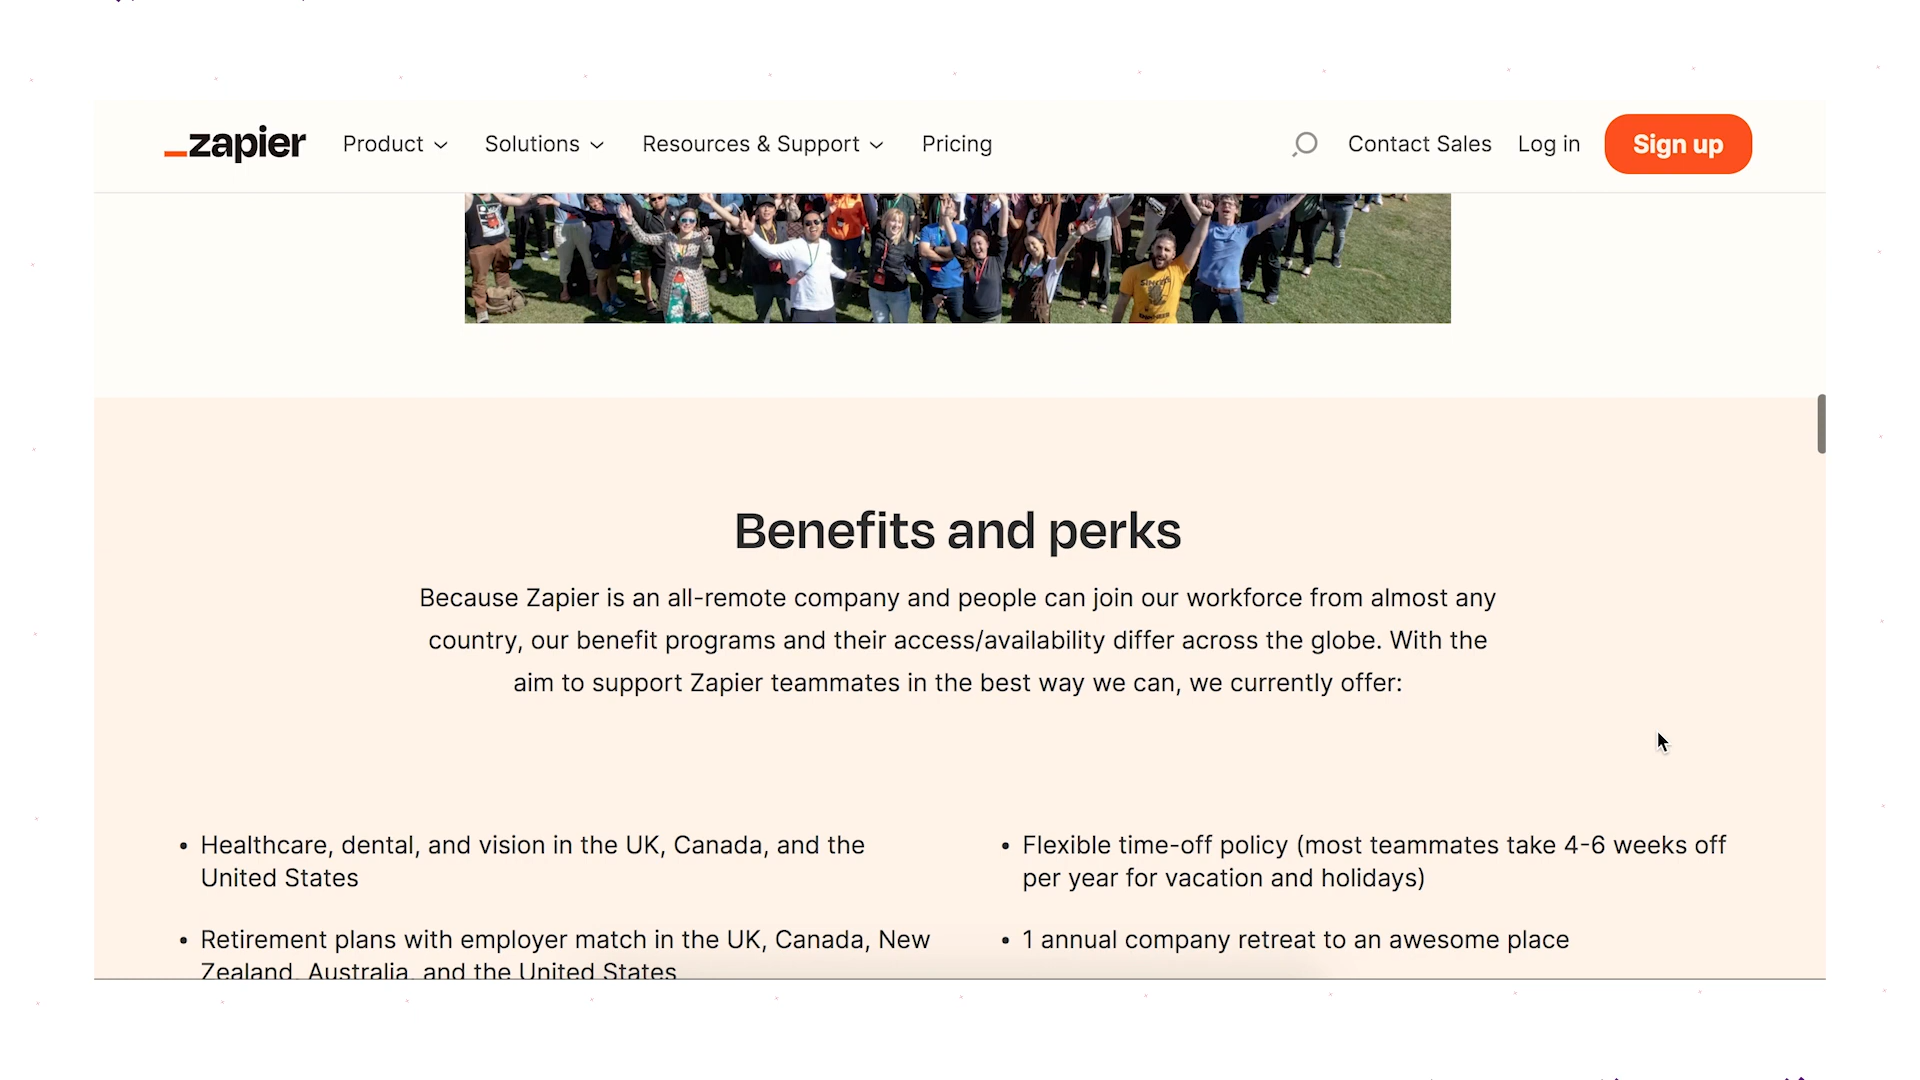 zapier Product Solutions Resources & Support Pricing Contact Sales Log in Sign up
Benefits and perks
Because Zapier is an all-remote company and people can join our workforce from almost any
country, our benefit programs and their access/availability differ across the globe. With the
aim to support Zapier teammates in the best way we can, we currently offer:
• Healthcare, dental, and vision in the UK, Canada, and the
United States
• Retirement plans with employer match in the UK, Canada, New
Zealand, Australia, and the United States
• Flexible time-off policy (most teammates take 4-6 weeks off
per year for vacation and holidays)
• 1 annual company retreat to an awesome place